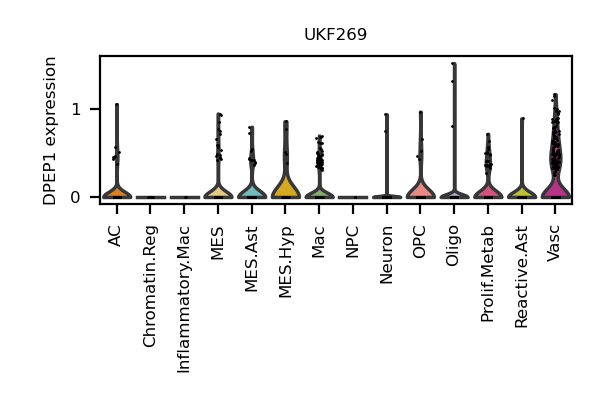 UKF269
DPEP1 expression
1
0
AC
Chromatin.Reg
Inflammatory.Mac
MES
MES.Ast
MES.Hyp
Mac
NPC
Neuron
OPC
Oligo
Prolif.Metab
Reactive.Ast
Vasc